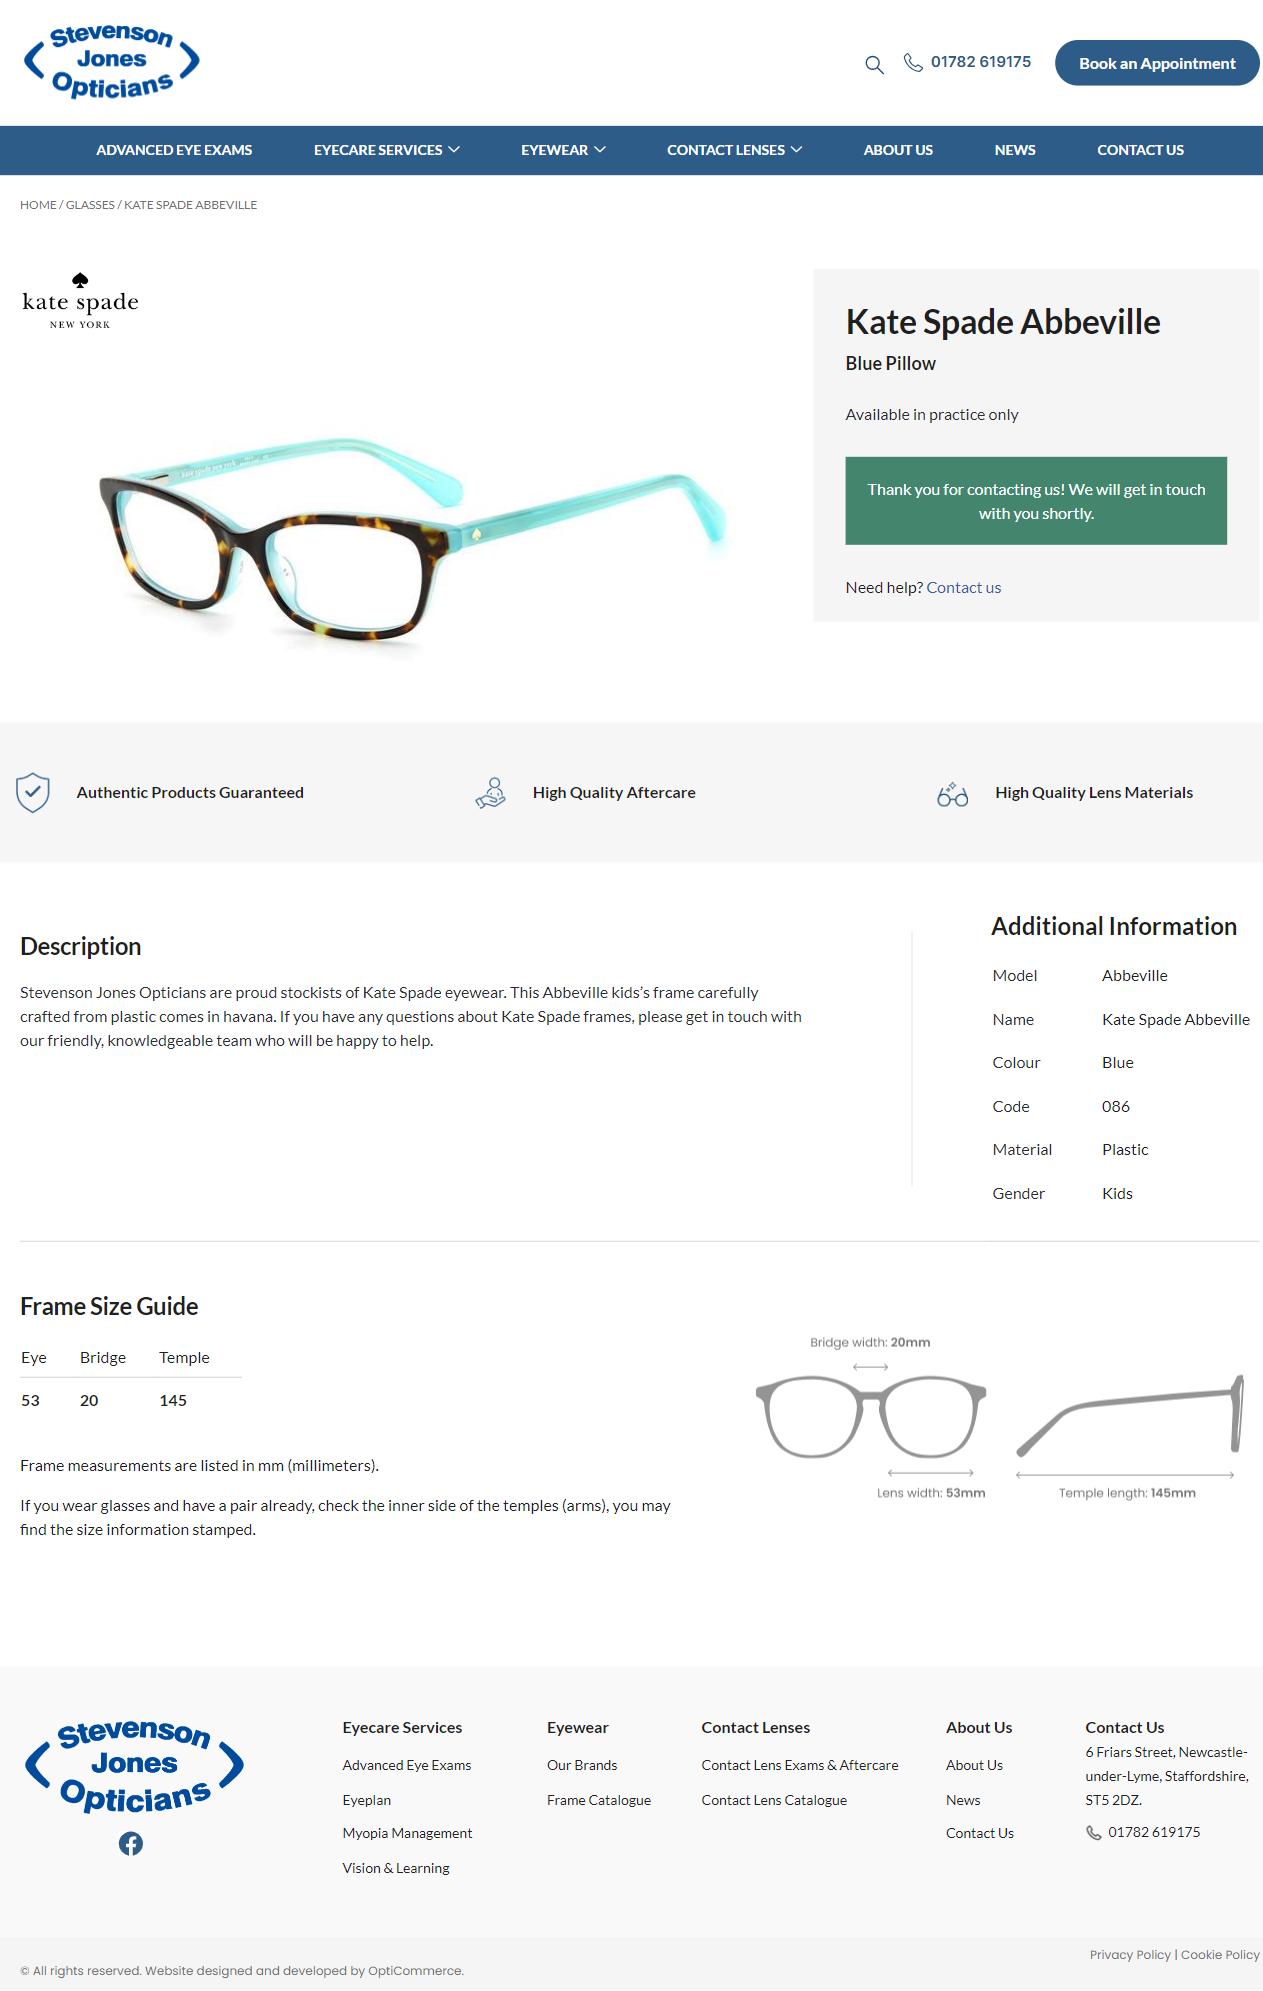 Stevenson
Jones
Opticians
01782 619175
Book an Appointment
ADVANCED EYE EXAMS
EYECARE SERVICES
EYEWEAR
CONTACT LENSES
ABOUT US
NEWS
CONTACT US
HOME / GLASSES / KATE SPADE ABBEVILLE
kate spade
NEW YORK
Kate Spade Abbeville
Blue Pillow
Available in practice only
Thank you for contacting us! We will get in touch
with you shortly.
Need help? Contact us
Authentic Products Guaranteed
High Quality Aftercare
High Quality Lens Materials
Description
Stevenson Jones Opticians are proud stockists of Kate Spade eyewear. This Abbeville kids's frame carefully
crafted from plastic comes in havana. If you have any questions about Kate Spade frames, please get in touch with
our friendly, knowledgeable team who will be happy to help.
Additional Information
Model Abbeville
Name Kate Spade Abbeville
Colour Blue
Code 086
Material Plastic
Gender Kids
Frame Size Guide
Eye Bridge Temple
53 20 145
Frame measurements are listed in mm (millimeters).
If you wear glasses and have a pair already, check the inner side of the temples (arms), you may
find the size information stamped.
Bridge width: 20mm
Lens width: 53mm
Temple length: 145mm
Stevenson
Jones
Opticians
Eyecare Services
Advanced Eye Exams
Eyeplan
Myopia Management
Vision & Learning
Eyewear
Our Brands
Frame Catalogue
Contact Lenses
Contact Lens Exams & Aftercare
Contact Lens Catalogue
About Us
About Us
News
Contact Us
Contact Us
6 Friars Street, Newcastle-
under-Lyme, Staffordshire,
ST5 2DZ.
01782 619175
Privacy Policy | Cookie Policy
© All rights reserved. Website designed and developed by OptiCommerce.